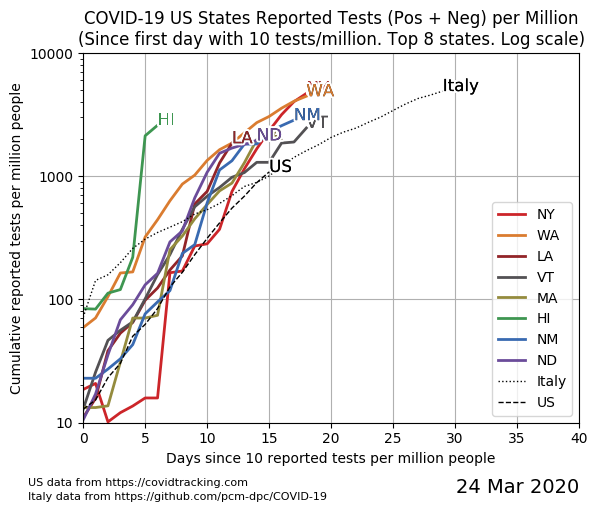 COVID-19 US States Reported Tests (Pos + Neg) per Million
(Since first day with 10 tests/million. Top 8 states. Log scale)
Cumulative reported tests per million people
10000
1000
100
10
HI
LA
ND
NM
VT
WA
US
Italy
NY
WA
LA
VT
MA
HI
NM
ND
Italy
US
0 5 10 15 20 25 30 35 40
Days since 10 reported tests per million people
US data from https://covidtracking.com
Italy data from https://github.com/pcm-dpc/COVID-19
24 Mar 2020